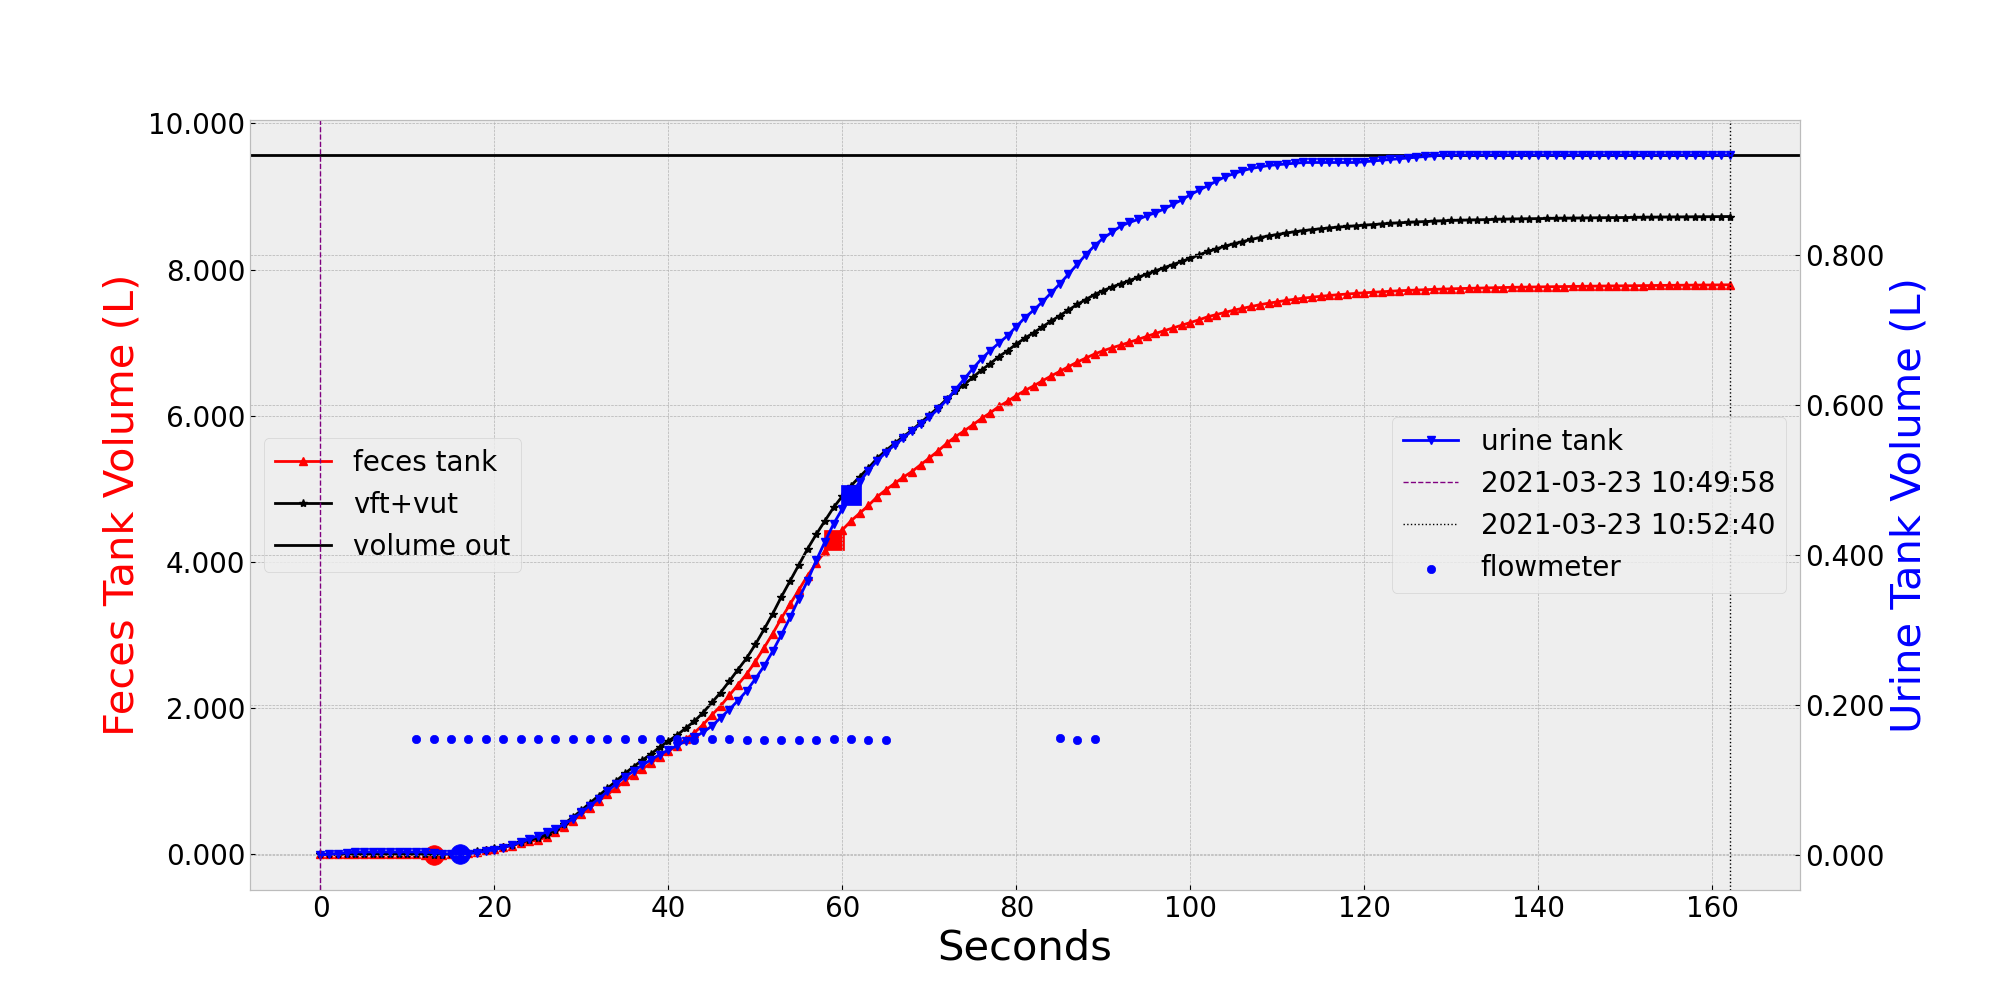 10.000
8.000
6.000
4.000
2.000
0.000
Feces Tank Volume (L)
feces tank
vft+vut
volume out
urine tank
2021-03-23 10:49:58
2021-03-23 10:52:40
flowmeter
0.800
0.600
0.400
0.200
0.000
Urine Tank Volume (L)
0 20 40 60 80 100 120 140 160
Seconds